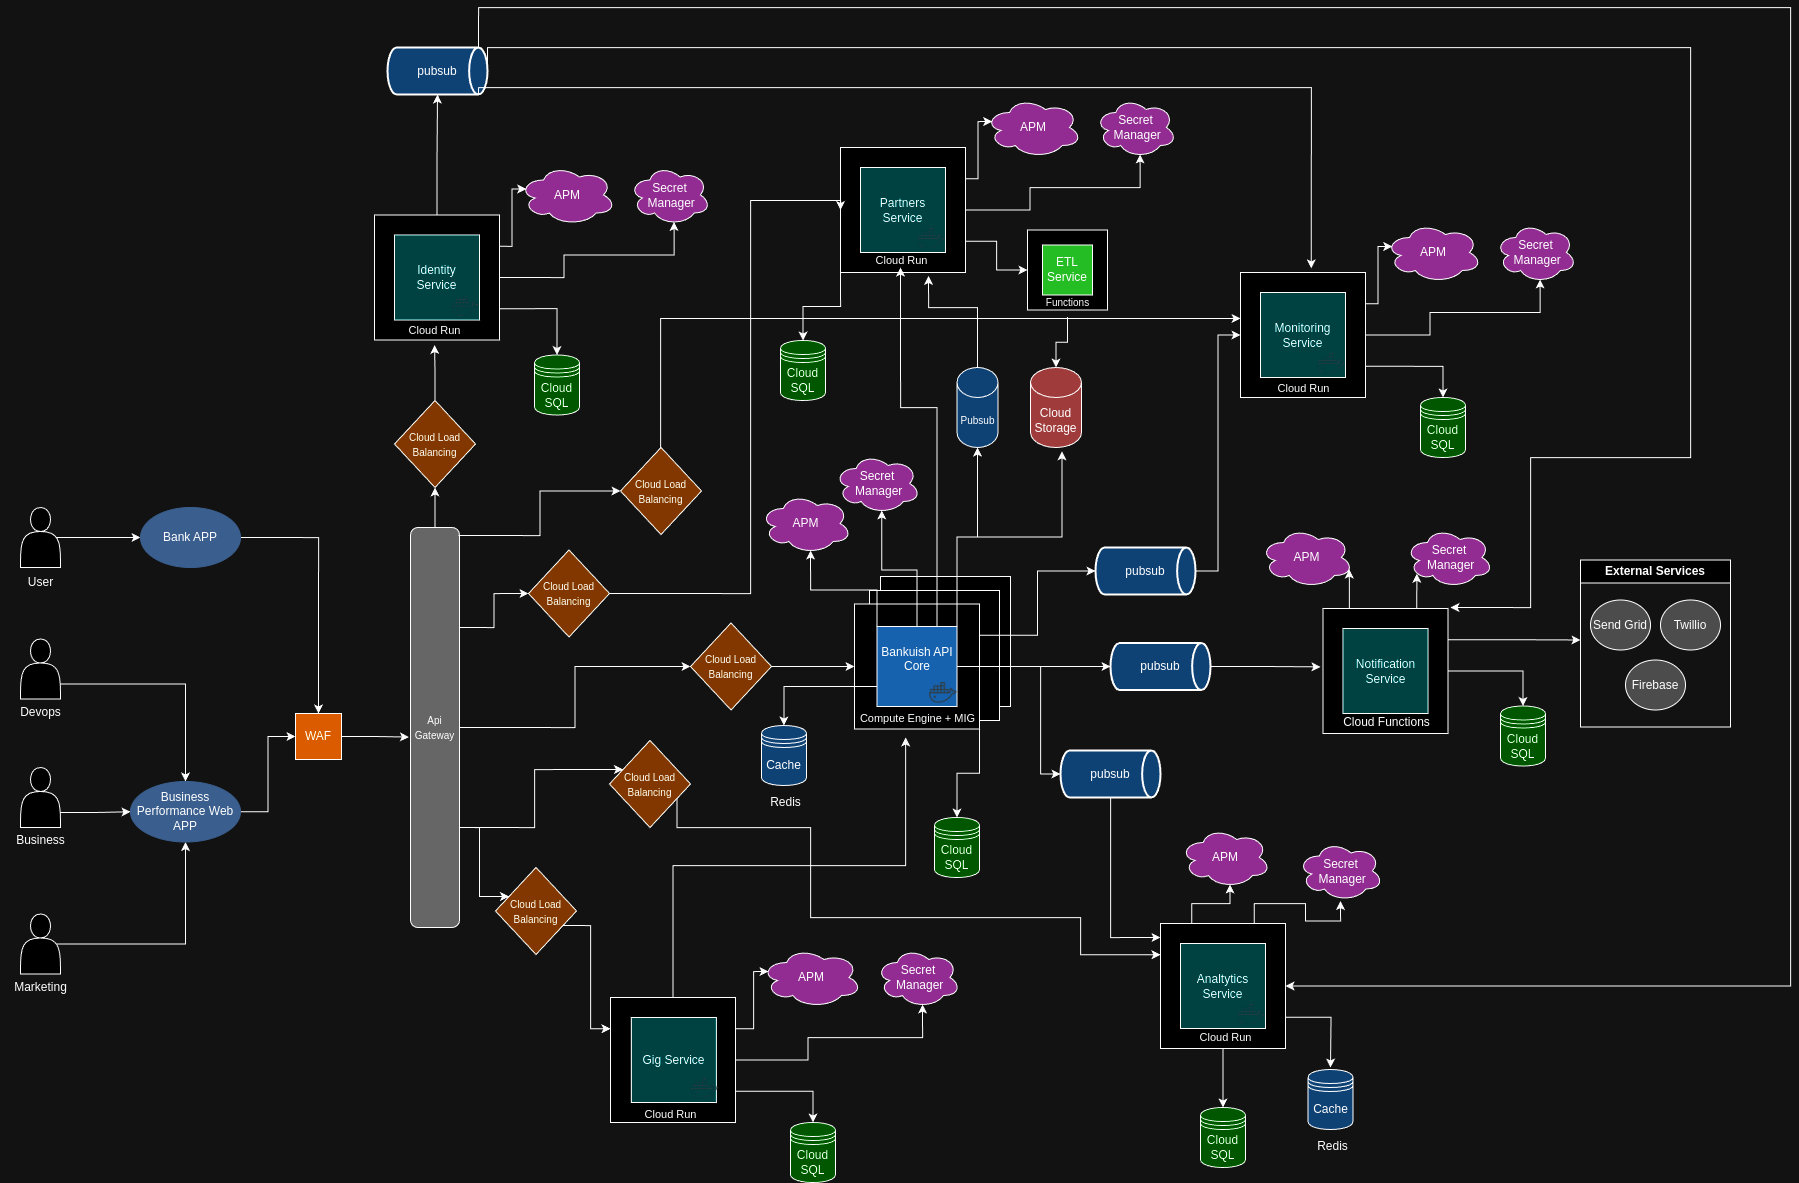 pubsub
APM
Secret
Manager
APM
Secret
Manager
Partners
Service
Cloud Run
APM
Secret
Manager
Identity
Service
Cloud Run
ETL
Service
Functions
Monitoring
Service
Cloud Run
Cloud
SQL
Cloud
SQL
Pubsub
Cloud
Storage
Cloud
SQL
Cloud Load
Balancing
Cloud Load
Balancing
Secret
Manager
APM
User
Bank APP
Cloud Load
Balancing
pubsub
APM
Secret
Manager
External Services
Send Grid
Twillio
Firebase
Devops
Cloud Load
Balancing
Bankuish API
Core
Compute Engine + MIG
pubsub
Notification
Service
Cloud Functions
Cloud
SQL
WAF
Api
Gateway
Business
Business
Performance Web
APP
Cloud Load
Balancing
Cache
Redis
pubsub
Cloud
SQL
Marketing
Cloud Load
Balancing
APM
Secret
Manager
APM
Secret
Manager
Analtytics
Service
Cloud Run
Gig Service
Cloud Run
Cloud
SQL
Cloud
SQL
Cache
Redis